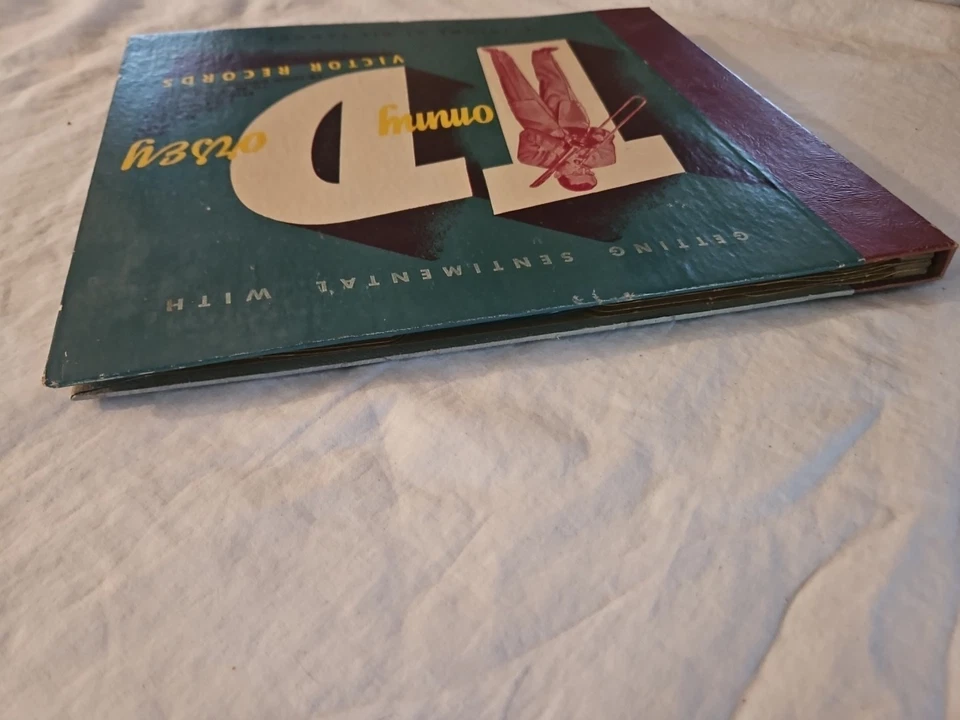 GETTING SENTIMENTAL WITH
Tommy Dorsey
VICTOR RECORDS